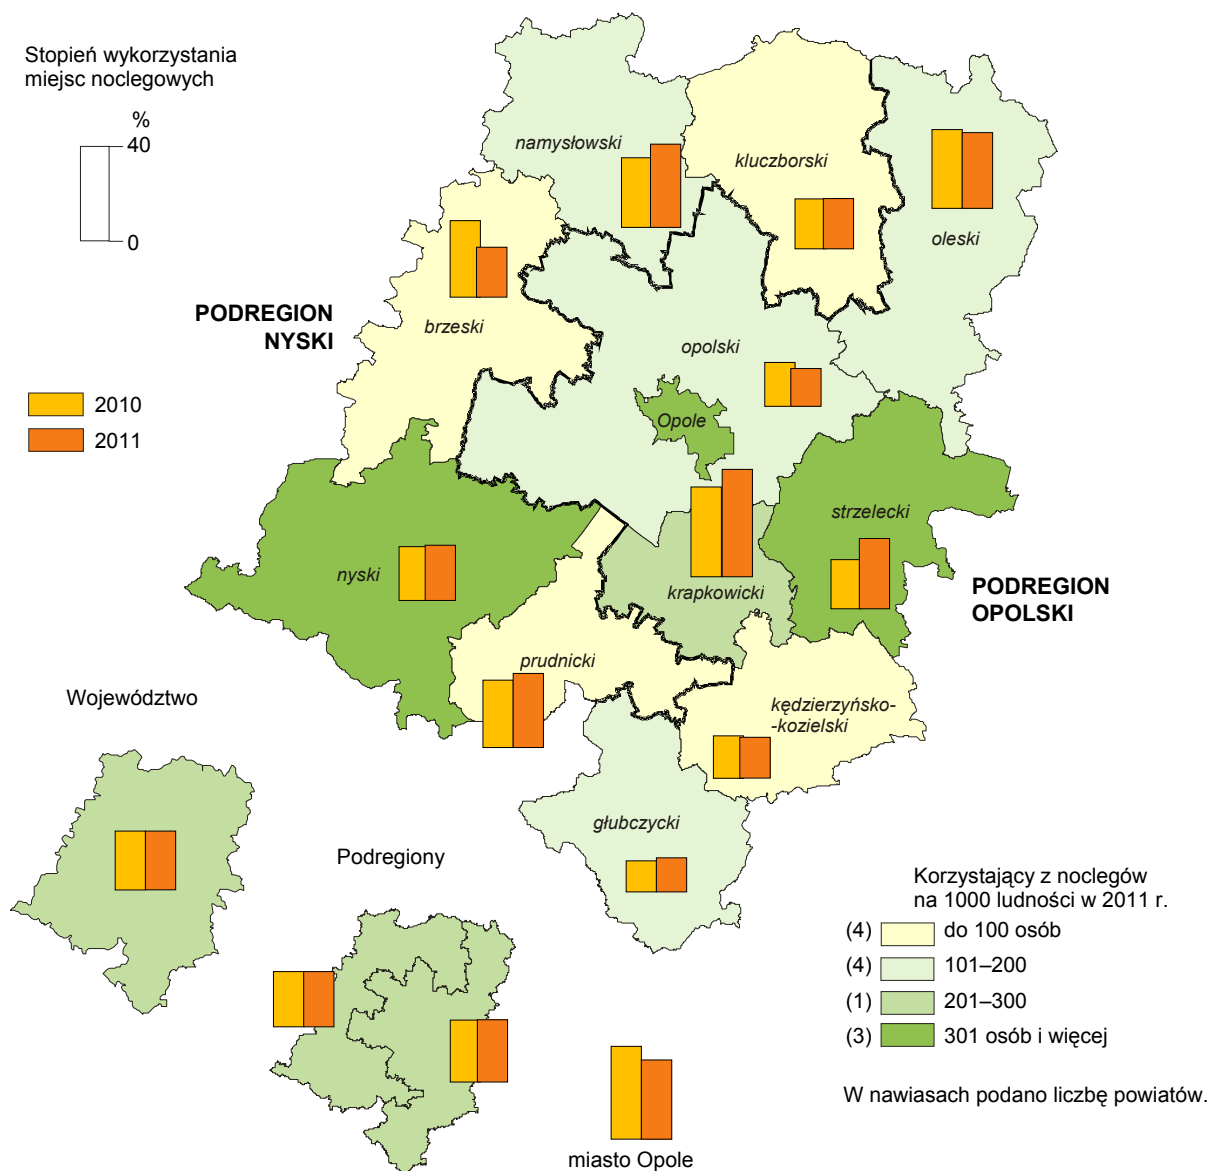 Stopień wykorzystania
miejsc noclegowych
%
40
0
namysłowski
kluczborski
oleski
brzeski
PODREGION
NYSKI
opolski
2010
2011
Opole
strzelecki
nyski
krapkowicki
PODREGION
OPOLSKI
prudnicki
kędzierzyńsko-
-kozielski
głubczycki
Województwo
Podregiony
miasto Opole
Korzystający z noclegów
na 1000 ludności w 2011 r.
(4) do 100 osób
(4) 101–200
(1) 201–300
(3) 301 osób i więcej
W nawiasach podano liczbę powiatów.